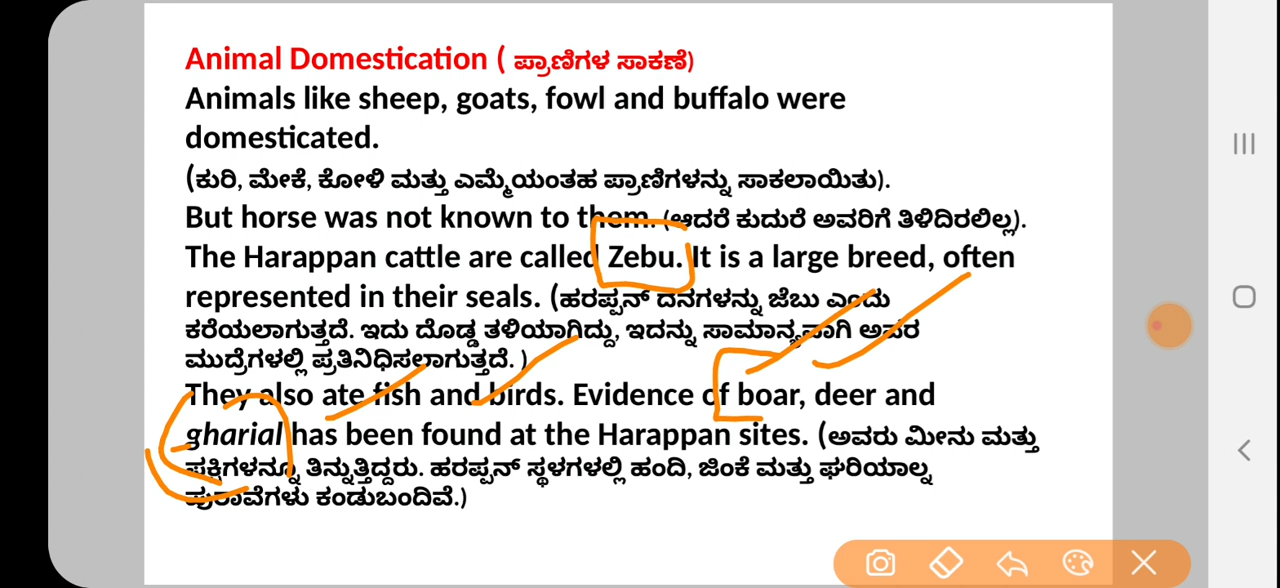 Animal Domestication ( ಪ್ರಾಣಿಗಳ ಸಾಕಣೆ)
Animals like sheep, goats, fowl and buffalo were
domesticated.
(ಕುರಿ, ಮೇಕೆ, ಕೋಳಿ ಮತ್ತು ಎಮ್ಮೆಯಂತಹ ಪ್ರಾಣಿಗಳನ್ನು ಸಾಕಲಾಯಿತು).
But horse was not known to them. (ಆದರೆ ಕುದುರೆ ಅವರಿಗೆ ತಿಳಿದಿರಲಿಲ್ಲ).
The Harappan cattle are called Zebu. It is a large breed, often
represented in their seals. (ಹರಪ್ಪನ್ ದನಗಳನ್ನು ಜೆಬು ಎಂದು
ಕರೆಯಲಾಗುತ್ತದೆ. ಇದು ದೊಡ್ಡ ತಳಿಯಾಗಿದ್ದು, ಇದನ್ನು ಸಾಮಾನ್ಯವಾಗಿ ಅವರ
ಮುದ್ರೆಗಳಲ್ಲಿ ಪ್ರತಿನಿಧಿಸಲಾಗುತ್ತದೆ. )
They also ate fish and birds. Evidence of boar, deer and
gharial has been found at the Harappan sites. (ಅವರು ಮೀನು ಮತ್ತು
ಪಕ್ಷಿಗಳನ್ನೂ ತಿನ್ನುತ್ತಿದ್ದರು. ಹರಪ್ಪನ್ ಸ್ಥಳಗಳಲ್ಲಿ ಹಂದಿ, ಜಿಂಕೆ ಮತ್ತು ಘರಿಯಾಲ್ನ
ಪುರಾವೆಗಳು ಕಂಡುಬಂದಿವೆ.)